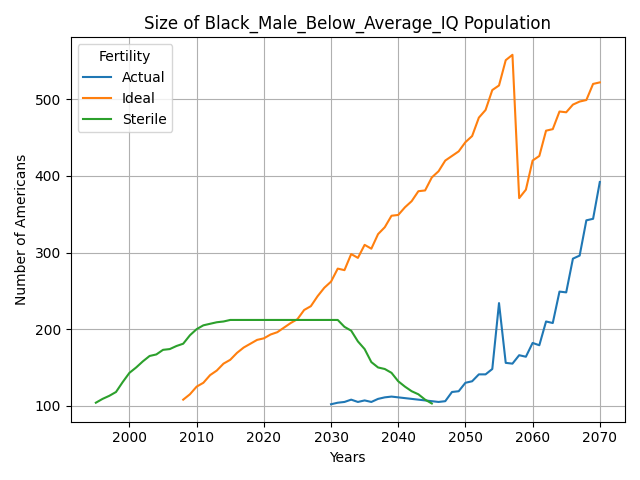 Size of Black_Male_Below_Average_IQ Population
Fertility
Actual
Ideal
Sterile
Number of Americans
500
400
300
200
100
2000
2010
2020
2030
2040
2050
2060
2070
Years